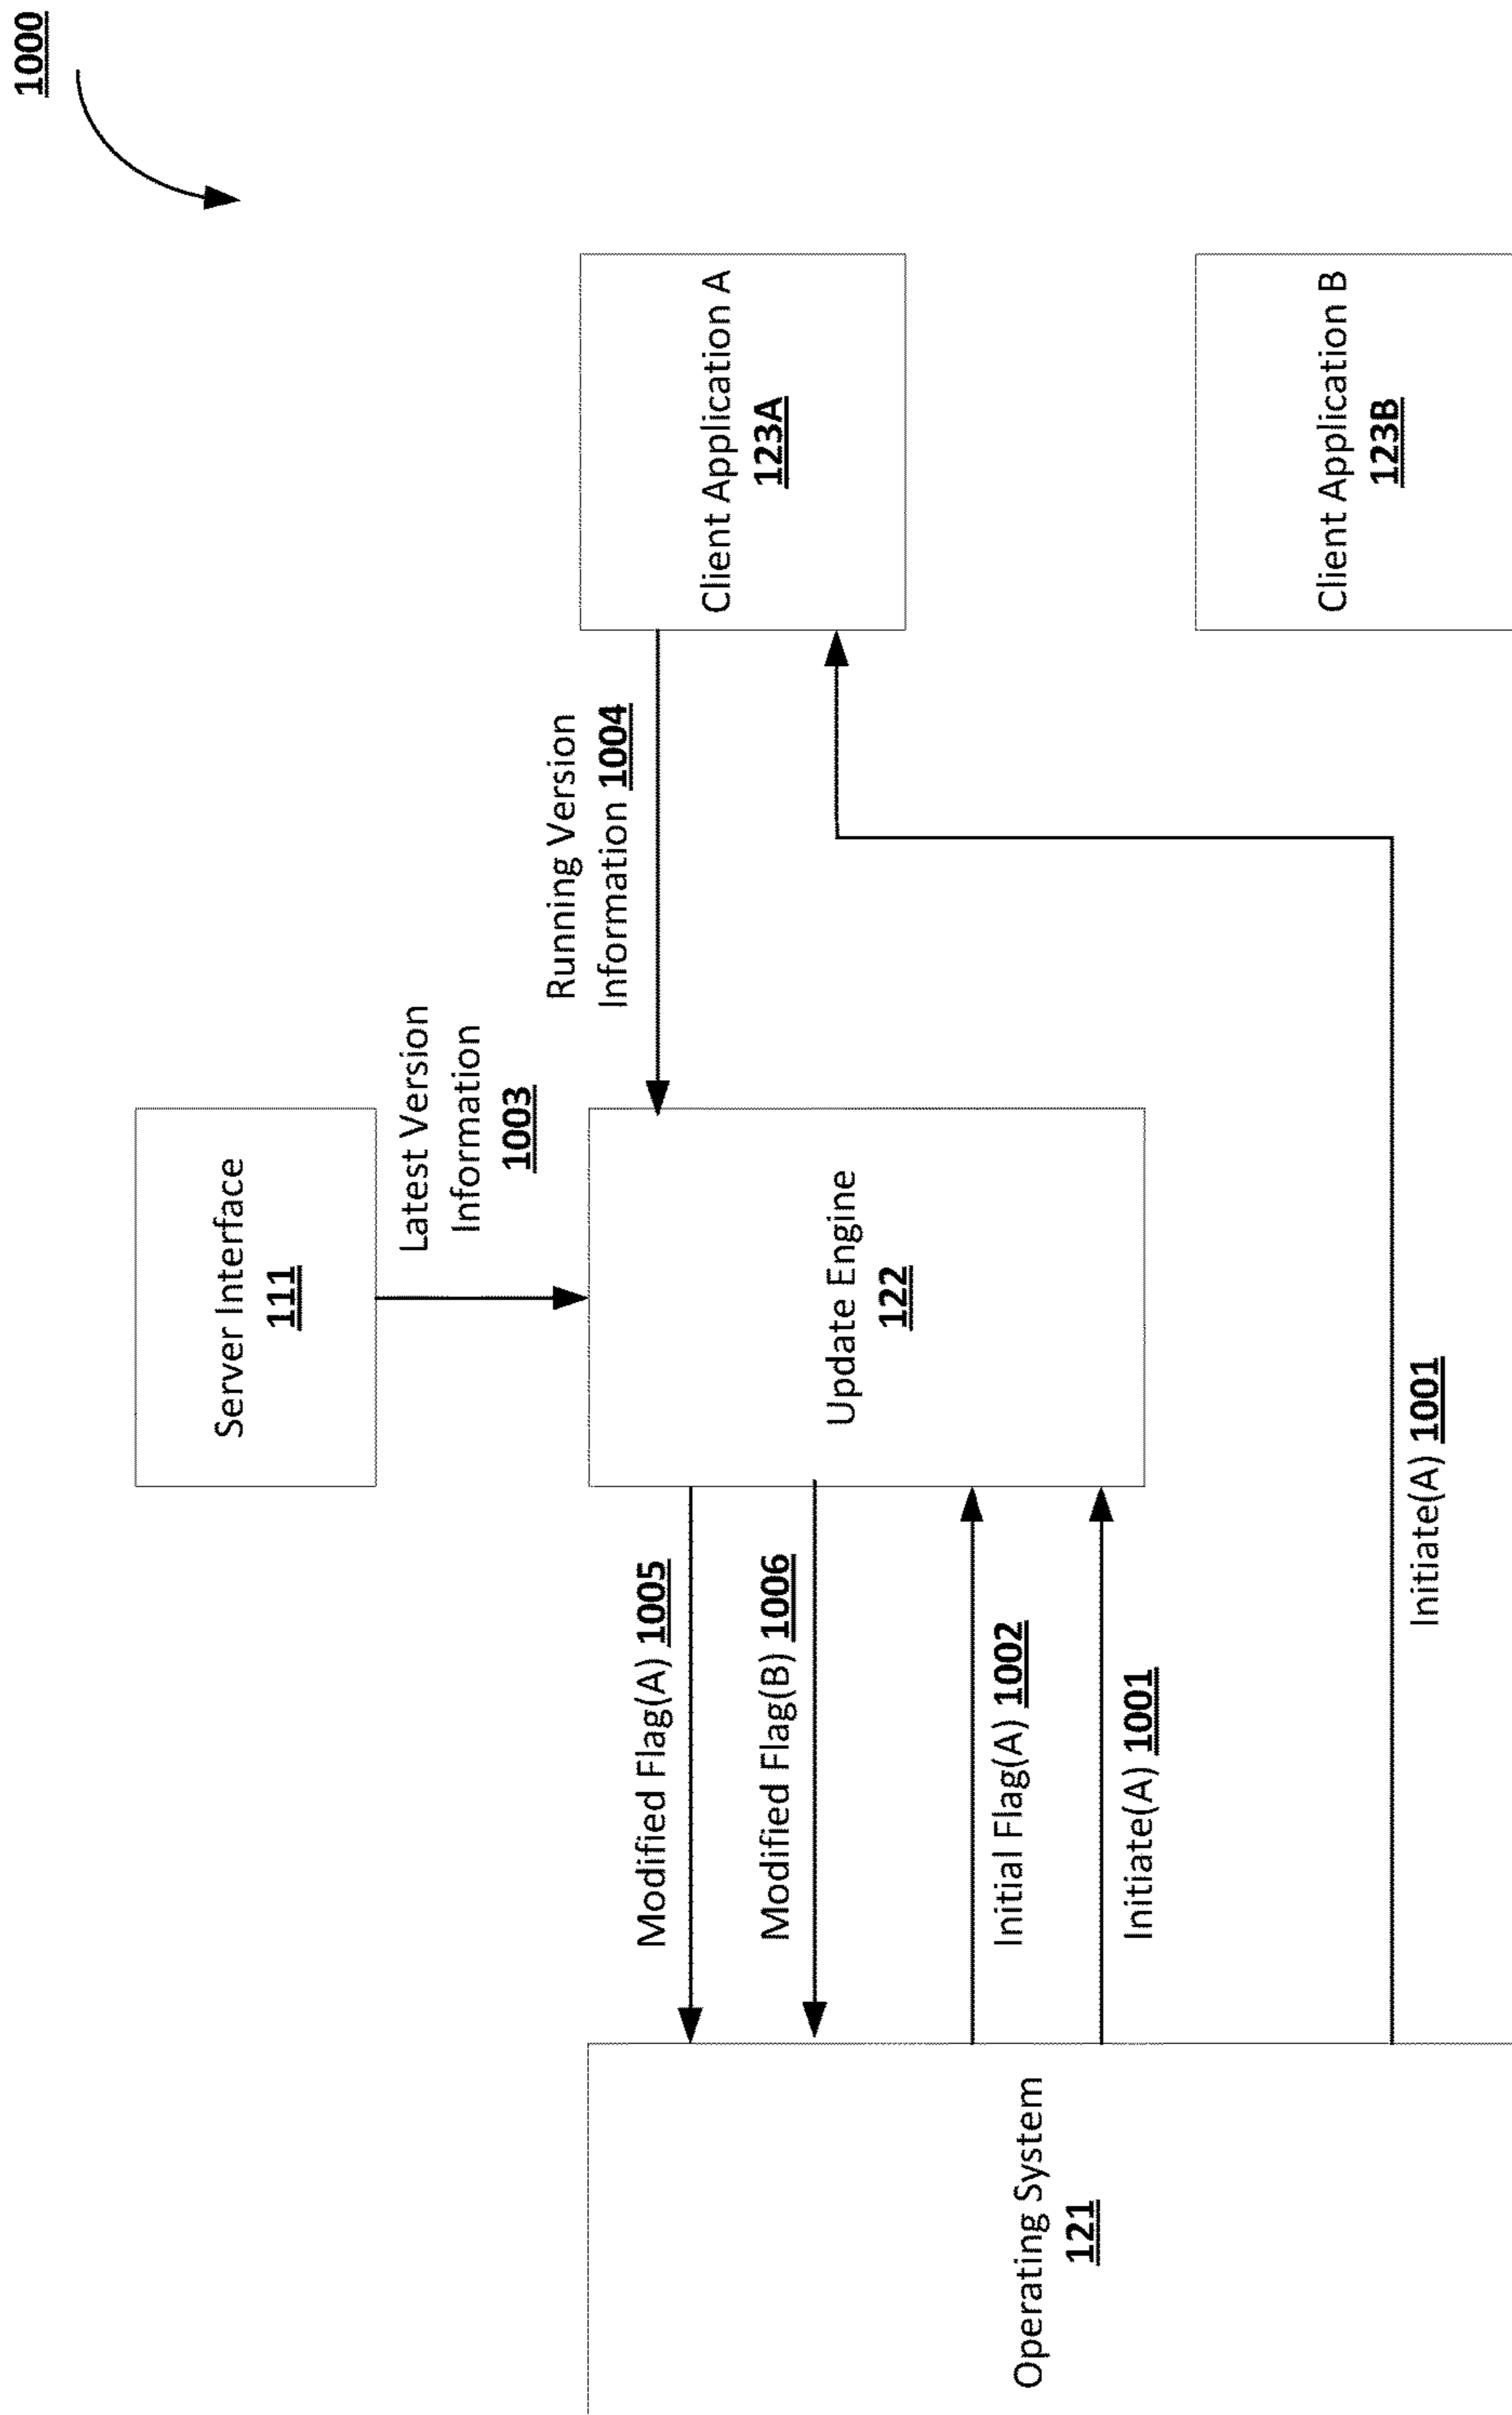 1000
Server Interface
111
Latest Version
Information
1003
Running Version
Information 1004
Modified Flag(A) 1005
Modified Flag(B) 1006
Initial Flag(A) 1002
Initiate(A) 1001
Operating System
121
Update Engine
122
Client Application A
123A
Initiate(A) 1001
Client Application B
123B